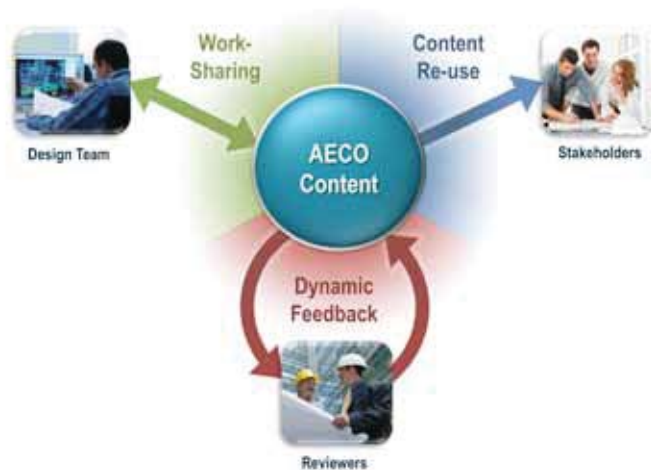 Work-
Sharing
Content
Re-use
Design Team
AECO
Content
Stakeholders
Dynamic
Feedback
Reviewers